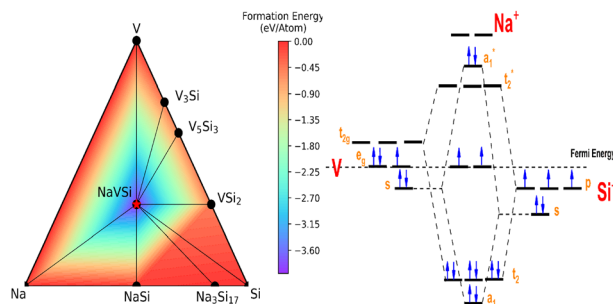 V
V₃Si
V₅Si₃
NaVSi
VSi₂
Na
NaSi
Na₃Si₁₇
Si
Formation Energy
(eV/Atom)
0.00
-0.45
-0.90
-1.35
-1.80
-2.25
-2.70
-3.15
-3.60
Na⁺
a₁*
t₂*
t₂g
e_g
V
s
Fermi Energy
p
Si⁻
s
t₂
a₁